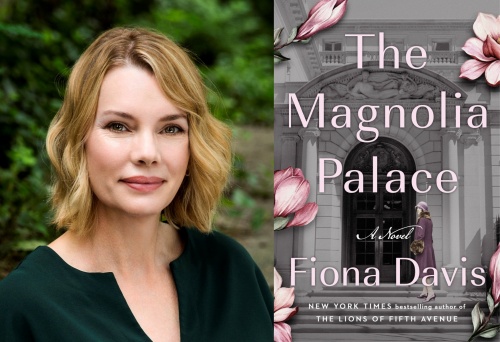 The
Magnolia
Palace
A Novel
Fiona Davis
NEW YORK TIMES bestselling author of
THE LIONS OF FIFTH AVENUE